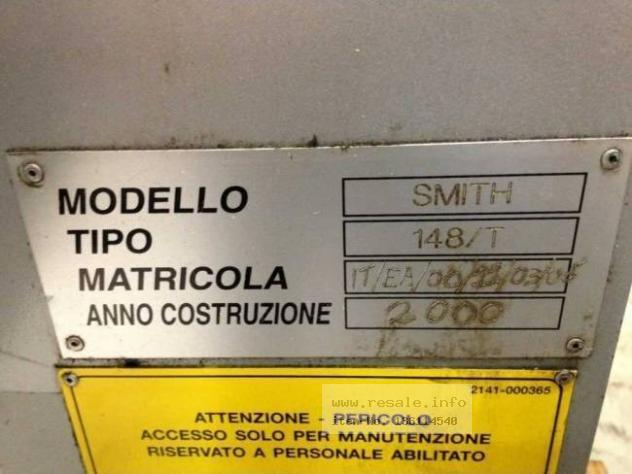 MODELLO SMITH
TIPO 148/T
MATRICOLA
ANNO COSTRUZIONE 2000
2141-000365
www.resale.info
ATTENZIONE - PERICOLO
ACCESSO SOLO PER MANUTENZIONE
RISERVATO A PERSONALE ABILITATO